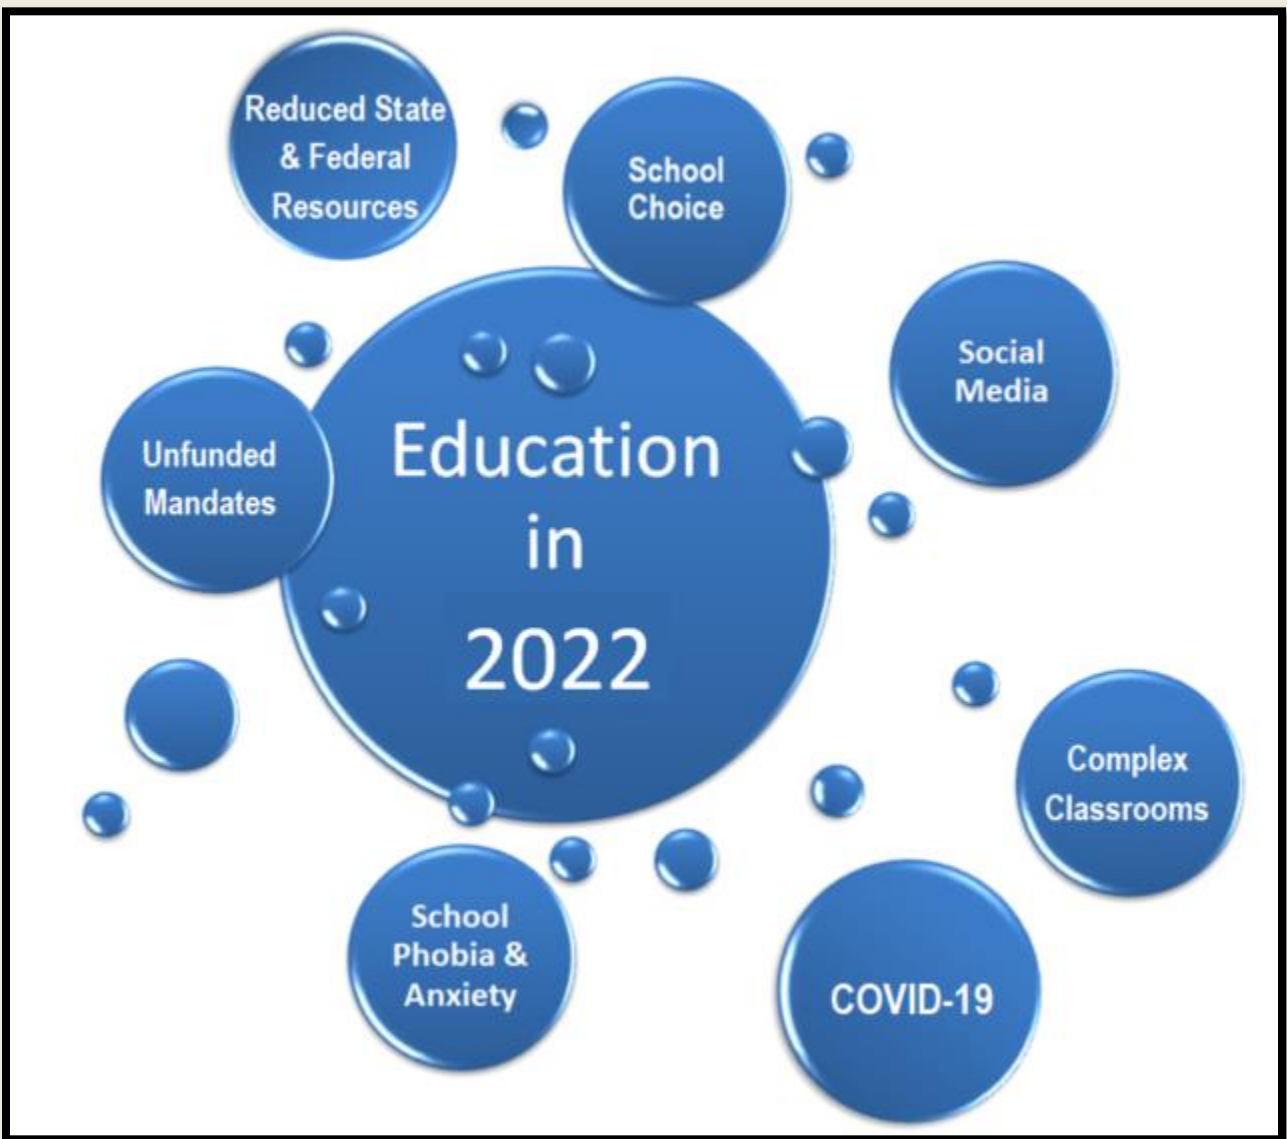 Reduced State
& Federal
Resources
School
Choice
Social
Media
Unfunded
Mandates
Education
in
2022
Complex
Classrooms
School
Phobia &
Anxiety
COVID-19